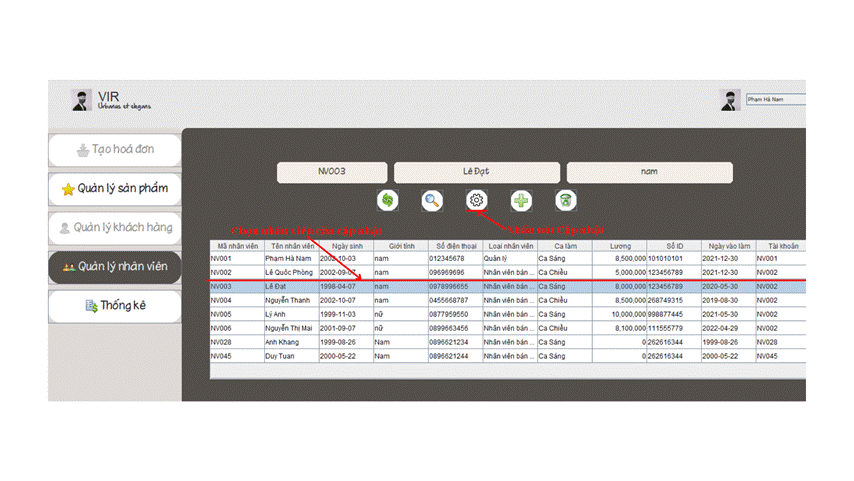 VIR
Urbanus et elegans
Phạm Hà Nam
Tạo hoá đơn
Quản lý sản phẩm
Quản lý khách hàng
Quản lý nhân viên
Thống kê
NV003 Lê Đạt nam
Mã nhân viên Tên nhân viên Ngày sinh Giới tính Số điện thoại Loại nhân viên Ca làm Lương Số ID Ngày vào làm Tài khoản
NV001 Phạm Hà Nam 2002-10-03 nam 012345678 Quản lý Ca Sáng 8,500,000 101010101 2021-12-30 NV001
NV002 Lê Quốc Phòng 2002-09-07 nam 096969696 Nhân viên bán ... Ca Chiều 5,000,000 123456789 2021-12-30 NV002
NV003 Lê Đạt 1998-04-07 nam 0978996655 Nhân viên bán ... Ca Sáng 8,000,000 123456789 2020-05-30 NV002
NV004 Nguyễn Thanh 2002-10-07 nam 0455668787 Nhân viên bán ... Ca Chiều 8,500,000 268749315 2019-08-30 NV002
NV005 Lý Anh 1999-11-03 nữ 0877959550 Nhân viên bán ... Ca Sáng 10,000,000 998877445 2021-05-30 NV002
NV006 Nguyễn Thị Mai 2001-09-07 nữ 0899663456 Nhân viên bán ... Ca Chiều 8,100,000 111555779 2022-04-29 NV002
NV028 Anh Khang 1999-08-26 Nam 0896621234 Nhân viên bán ... Ca Sáng 0 262616344 1999-08-26 NV028
NV045 Duy Tuan 2000-05-22 Nam 0896621244 Nhân viên bán ... Ca Sáng 0 262616344 2000-05-22 NV045